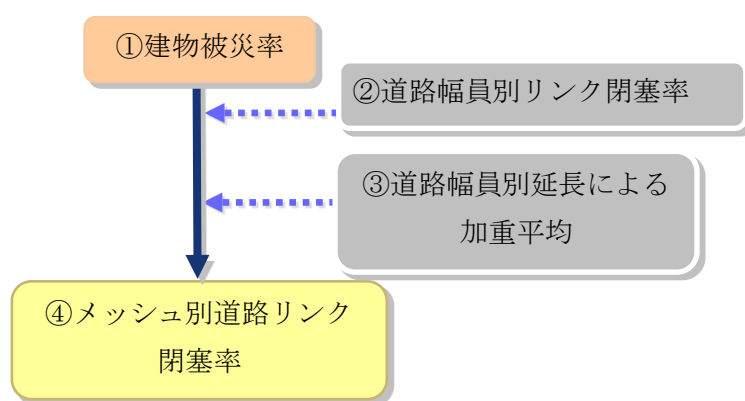 ①建物被災率
②道路幅員別リンク閉塞率
③道路幅員別延長による
加重平均
④メッシュ別道路リンク
閉塞率